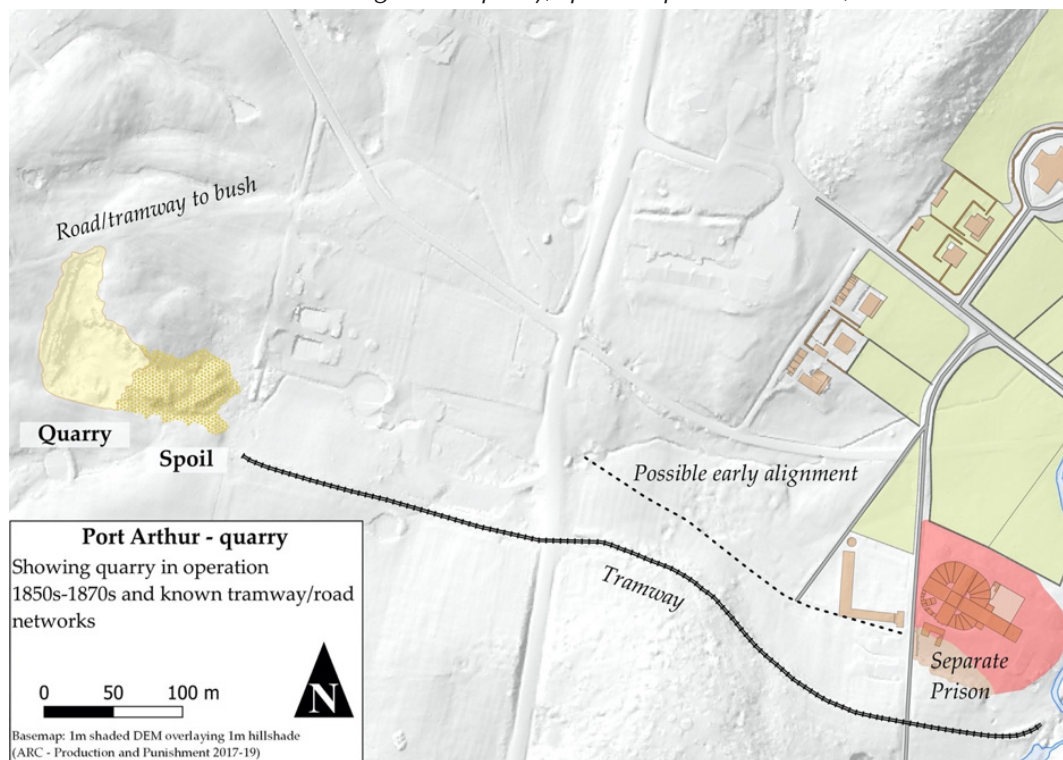 Road/tramway to bush
Quarry
Spoil
Possible early alignment
Tramway
Separate
Prison
Port Arthur - quarry
Showing quarry in operation
1850s-1870s and known tramway/road
networks
0 50 100 m
N
Basemap: 1m shaded DEM overlaying 1m hillshade
(ARC - Production and Punishment 2017-19)